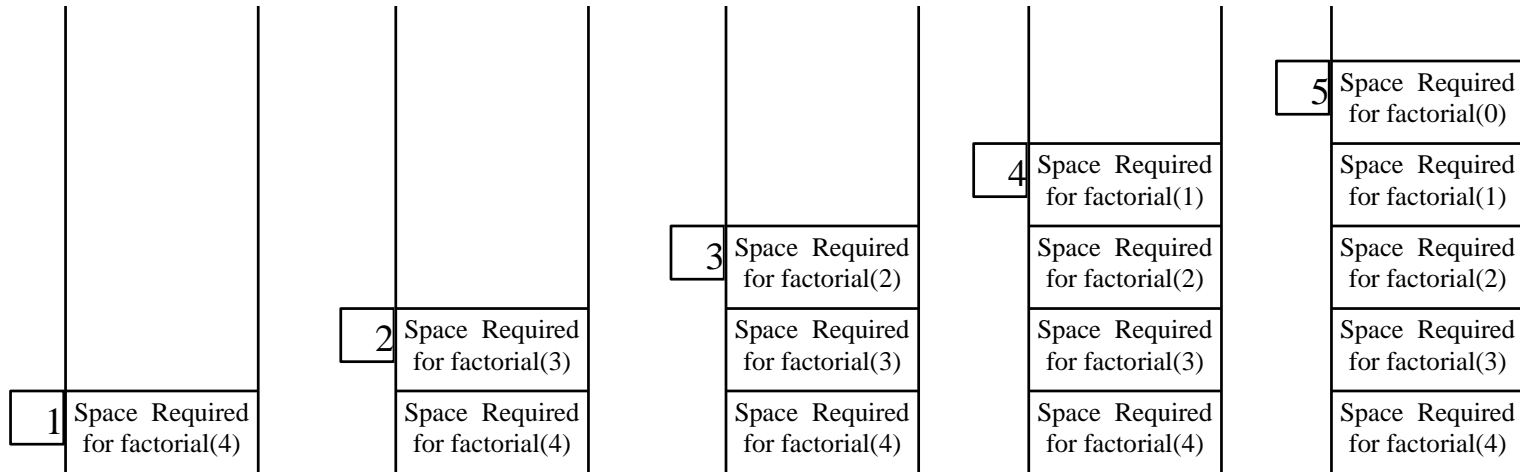 5
Space Required
for factorial(0)
4
Space Required
for factorial(1)
Space Required
for factorial(1)
3
Space Required
for factorial(2)
Space Required
for factorial(2)
Space Required
for factorial(2)
2
Space Required
for factorial(3)
Space Required
for factorial(3)
Space Required
for factorial(3)
Space Required
for factorial(3)
1
Space Required
for factorial(4)
Space Required
for factorial(4)
Space Required
for factorial(4)
Space Required
for factorial(4)
Space Required
for factorial(4)